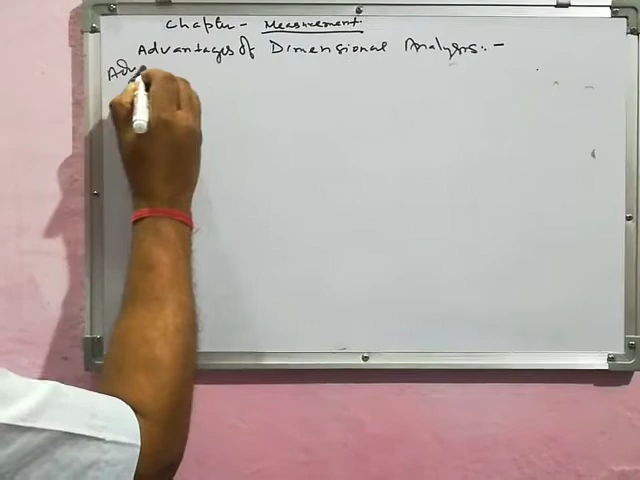 Chapter - Measurement
Advantages of Dimensional Analysis :-
Adv